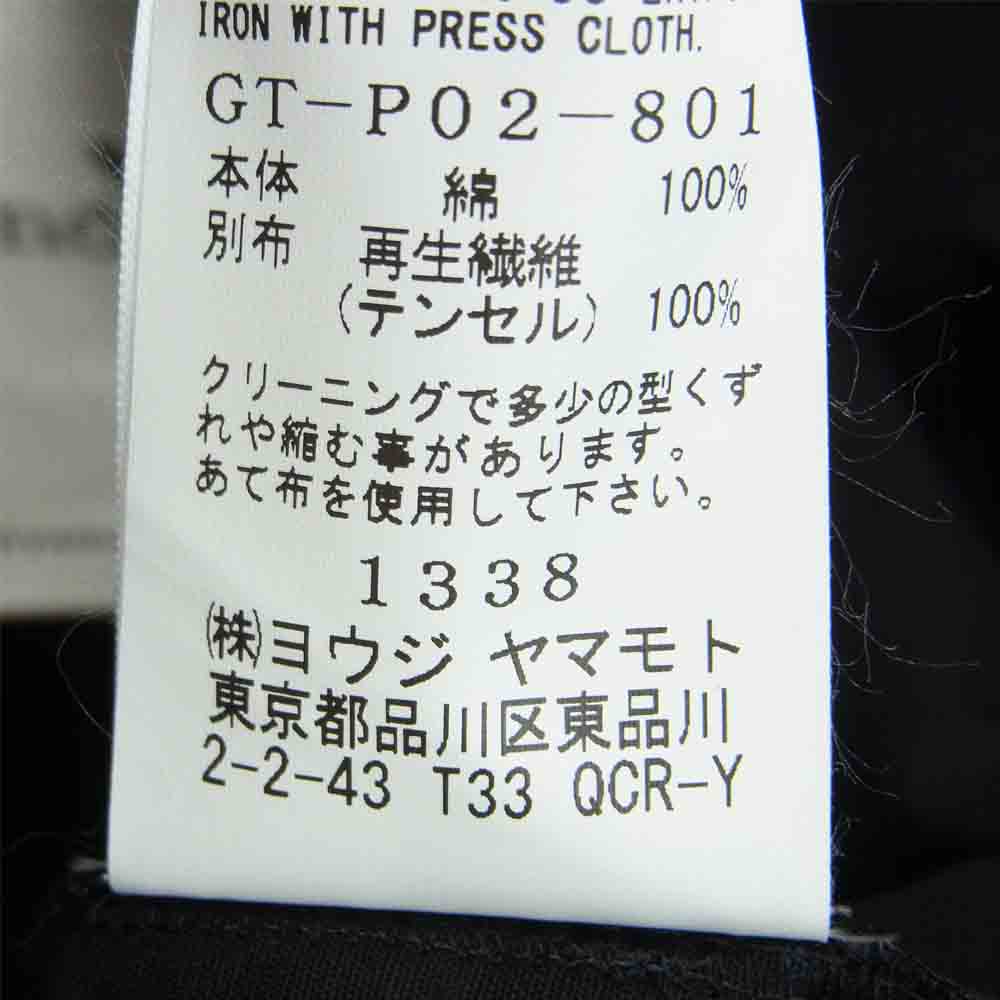 IRON WITH PRESS CLOTH.
GT-P02-801
本体 綿 100%
別布 再生繊維
(テンセル) 100%
クリーニングで多少の型くず
れや縮む事があります。
あて布を使用して下さい。
1338
(株)ヨウジ ヤマモト
東京都品川区東品川
2-2-43 T33 QCR-Y